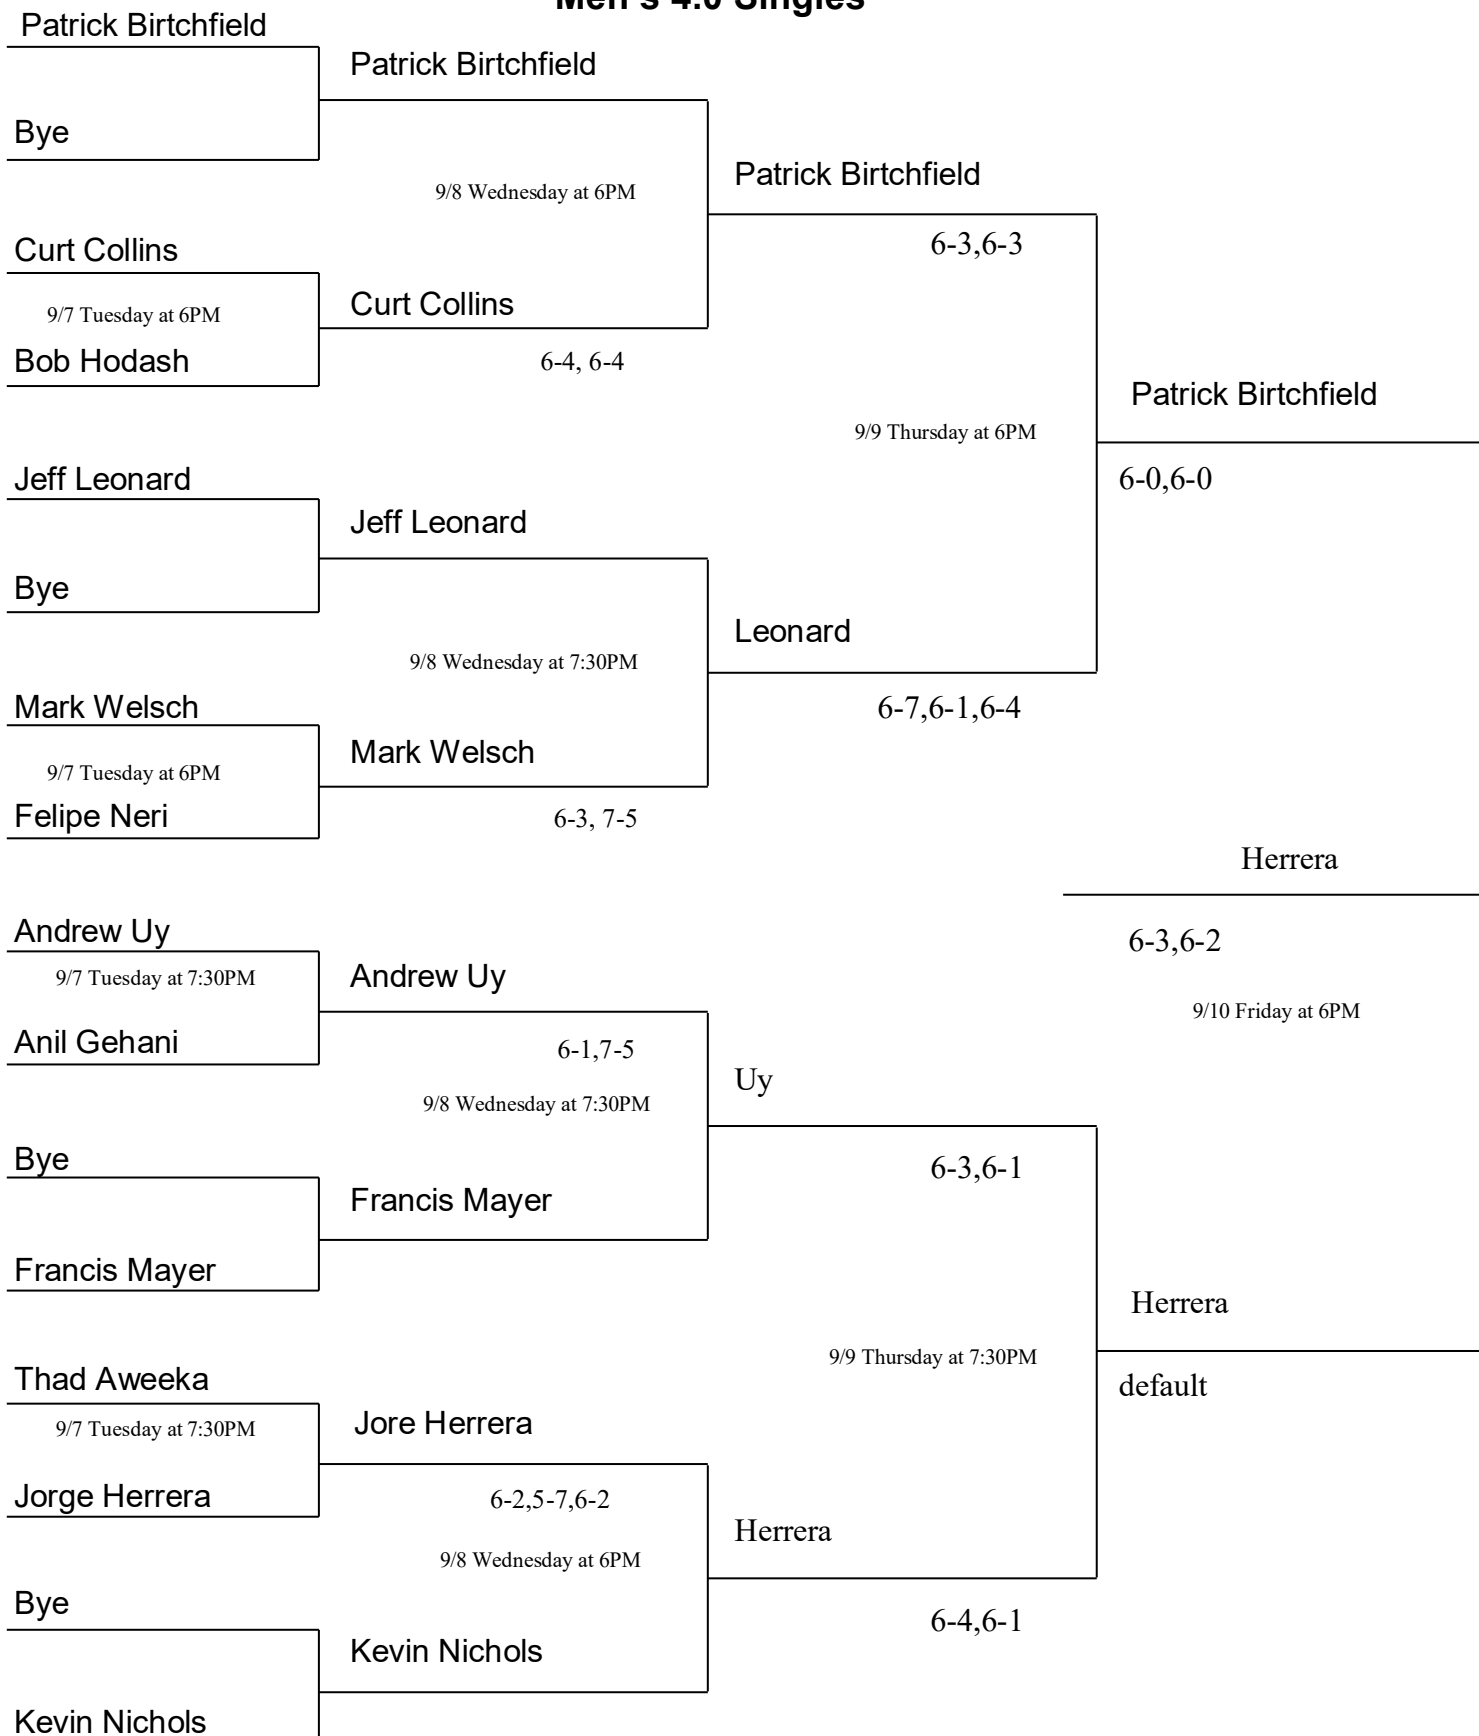 Men's 4.0 Singles
Patrick Birtchfield
Patrick Birtchfield
Bye
Patrick Birtchfield
9/8 Wednesday at 6PM
6-3,6-3
Curt Collins
9/7 Tuesday at 6PM
Curt Collins
Bob Hodash
6-4, 6-4
Patrick Birtchfield
9/9 Thursday at 6PM
6-0,6-0
Jeff Leonard
Jeff Leonard
Bye
Leonard
9/8 Wednesday at 7:30PM
6-7,6-1,6-4
Mark Welsch
Mark Welsch
9/7 Tuesday at 6PM
Felipe Neri
6-3, 7-5
Herrera
6-3,6-2
9/10 Friday at 6PM
Andrew Uy
9/7 Tuesday at 7:30PM
Andrew Uy
Anil Gehani
6-1,7-5
Uy
9/8 Wednesday at 7:30PM
6-3,6-1
Bye
Francis Mayer
Francis Mayer
Herrera
9/9 Thursday at 7:30PM
default
Thad Aweeka
9/7 Tuesday at 7:30PM
Jore Herrera
Jorge Herrera
6-2,5-7,6-2
Herrera
9/8 Wednesday at 6PM
6-4,6-1
Bye
Kevin Nichols
Kevin Nichols